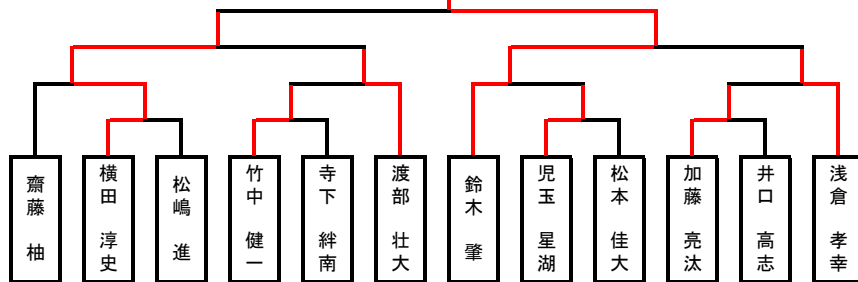 齋藤 柚
横田 淳史
松嶋 進
竹中 健一
寺下 絆南
渡部 壮大
鈴木 肇
児玉 星湖
松本 佳大
加藤 亮汰
井口 高志
浅倉 孝幸